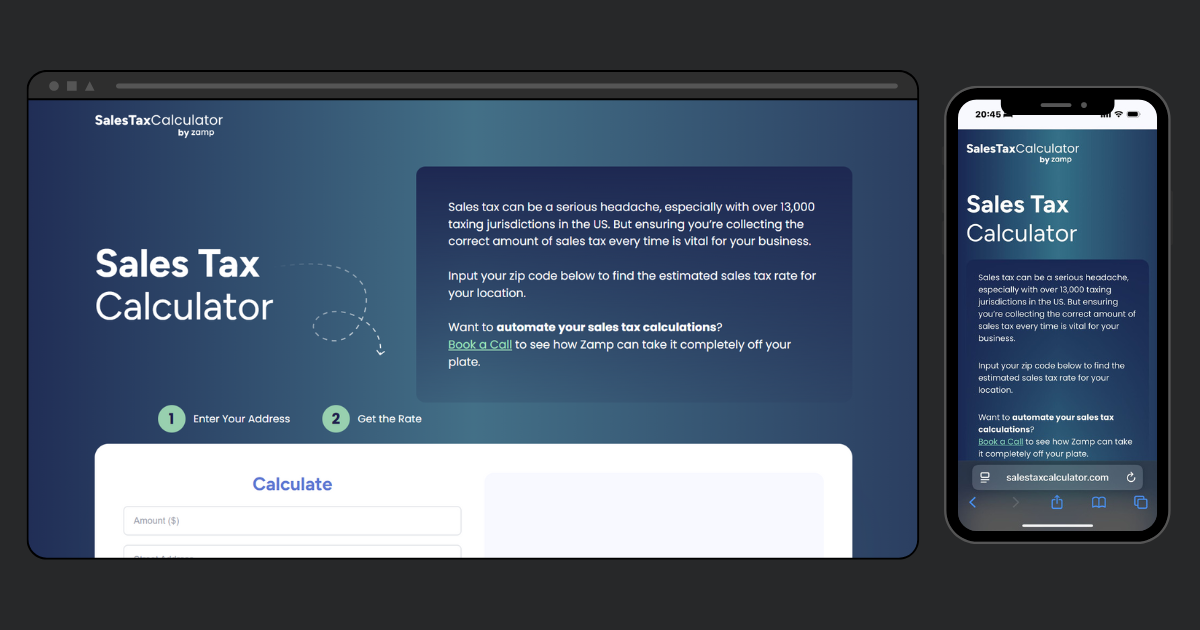 SalesTaxCalculator
by zamp
Sales Tax
Calculator
Sales tax can be a serious headache, especially with over 13,000
taxing jurisdictions in the US. But ensuring you’re collecting the
correct amount of sales tax every time is vital for your business.
Input your zip code below to find the estimated sales tax rate for
your location.
Want to automate your sales tax calculations?
Book a Call to see how Zamp can take it completely off your
plate.
1 Enter Your Address
2 Get the Rate
Calculate
Amount ($)
20:45
SalesTaxCalculator
by zamp
Sales Tax
Calculator
Sales tax can be a serious headache,
especially with over 13,000 taxing
jurisdictions in the US. But ensuring
you’re collecting the correct amount of
sales tax every time is vital for your
business.
Input your zip code below to find the
estimated sales tax rate for your
location.
Want to automate your sales tax
calculations?
Book a Call to see how Zamp can take
it completely off your plate.
salestaxcalculator.com